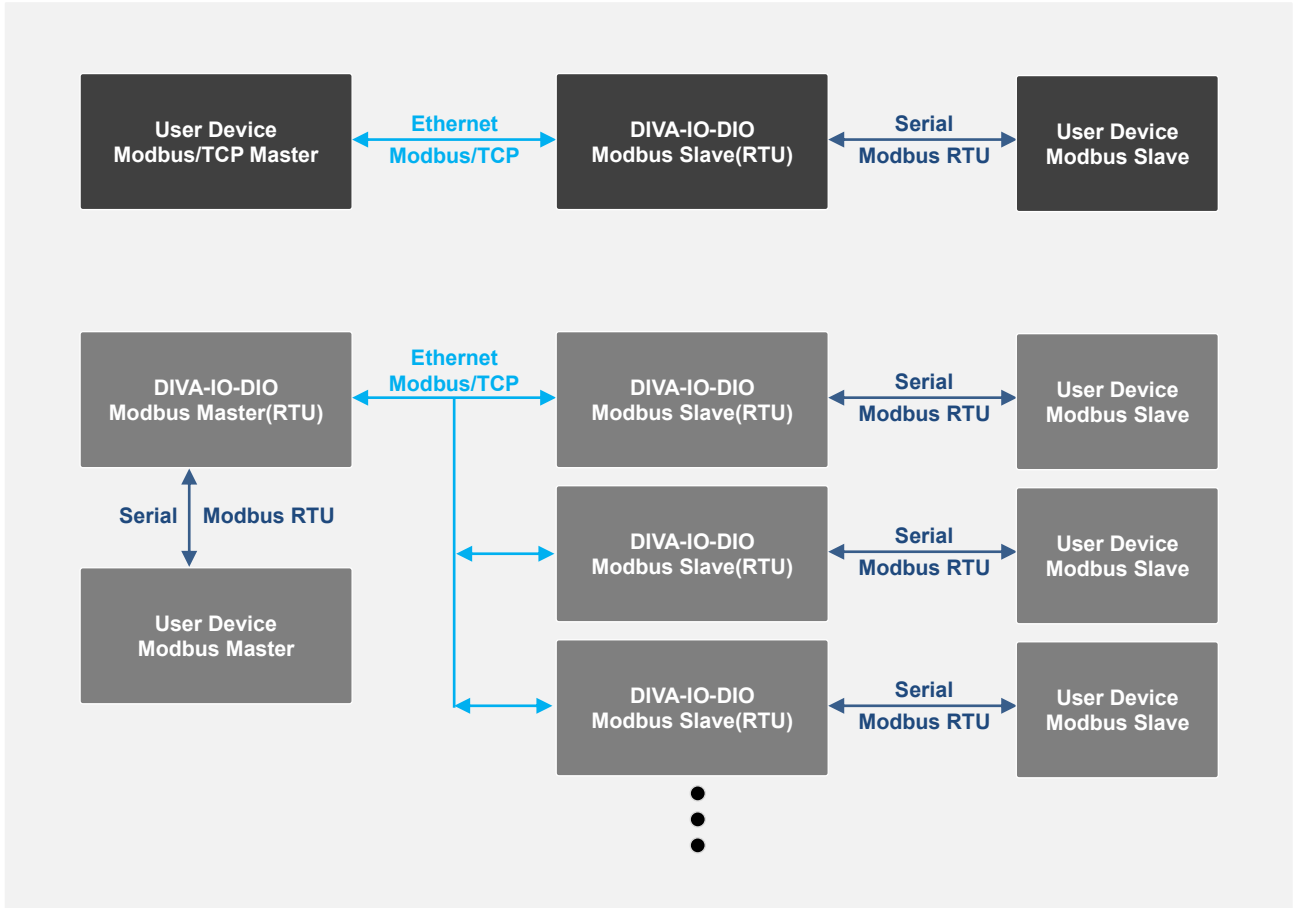 User Device
Modbus/TCP Master
Ethernet
Modbus/TCP
DIVA-IO-DIO
Modbus Slave(RTU)
Serial
Modbus RTU
User Device
Modbus Slave
DIVA-IO-DIO
Modbus Master(RTU)
Ethernet
Modbus/TCP
DIVA-IO-DIO
Modbus Slave(RTU)
Serial
Modbus RTU
User Device
Modbus Slave
Serial Modbus RTU
DIVA-IO-DIO
Modbus Slave(RTU)
Serial
Modbus RTU
User Device
Modbus Slave
User Device
Modbus Master
DIVA-IO-DIO
Modbus Slave(RTU)
Serial
Modbus RTU
User Device
Modbus Slave